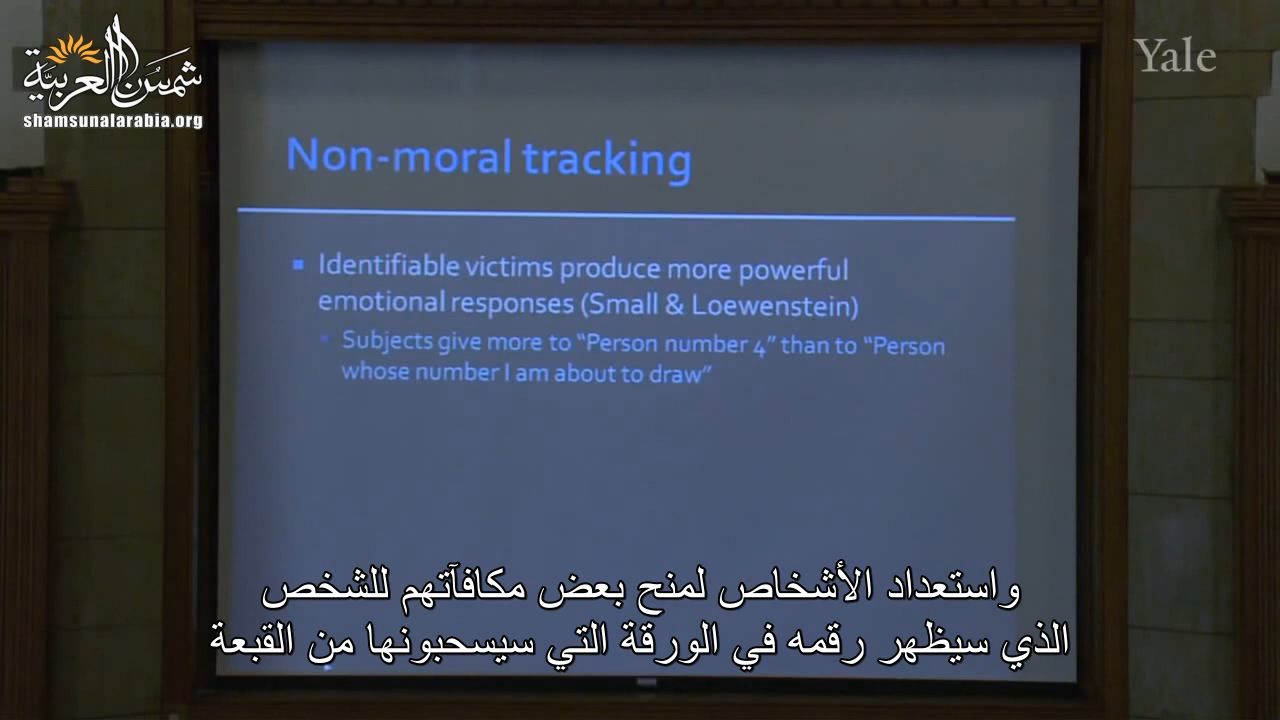 شمس العربية
shamsunalarabia.org
Yale
Non-moral tracking
Identifiable victims produce more powerful
emotional responses (Small & Loewenstein)
Subjects give more to “Person number 4” than to “Person
whose number I am about to draw”
واستعداد الأشخاص لمنح بعض مكافآتهم للشخص
الذي سيظهر رقمه في الورقة التي سيسحبونها من القبعة